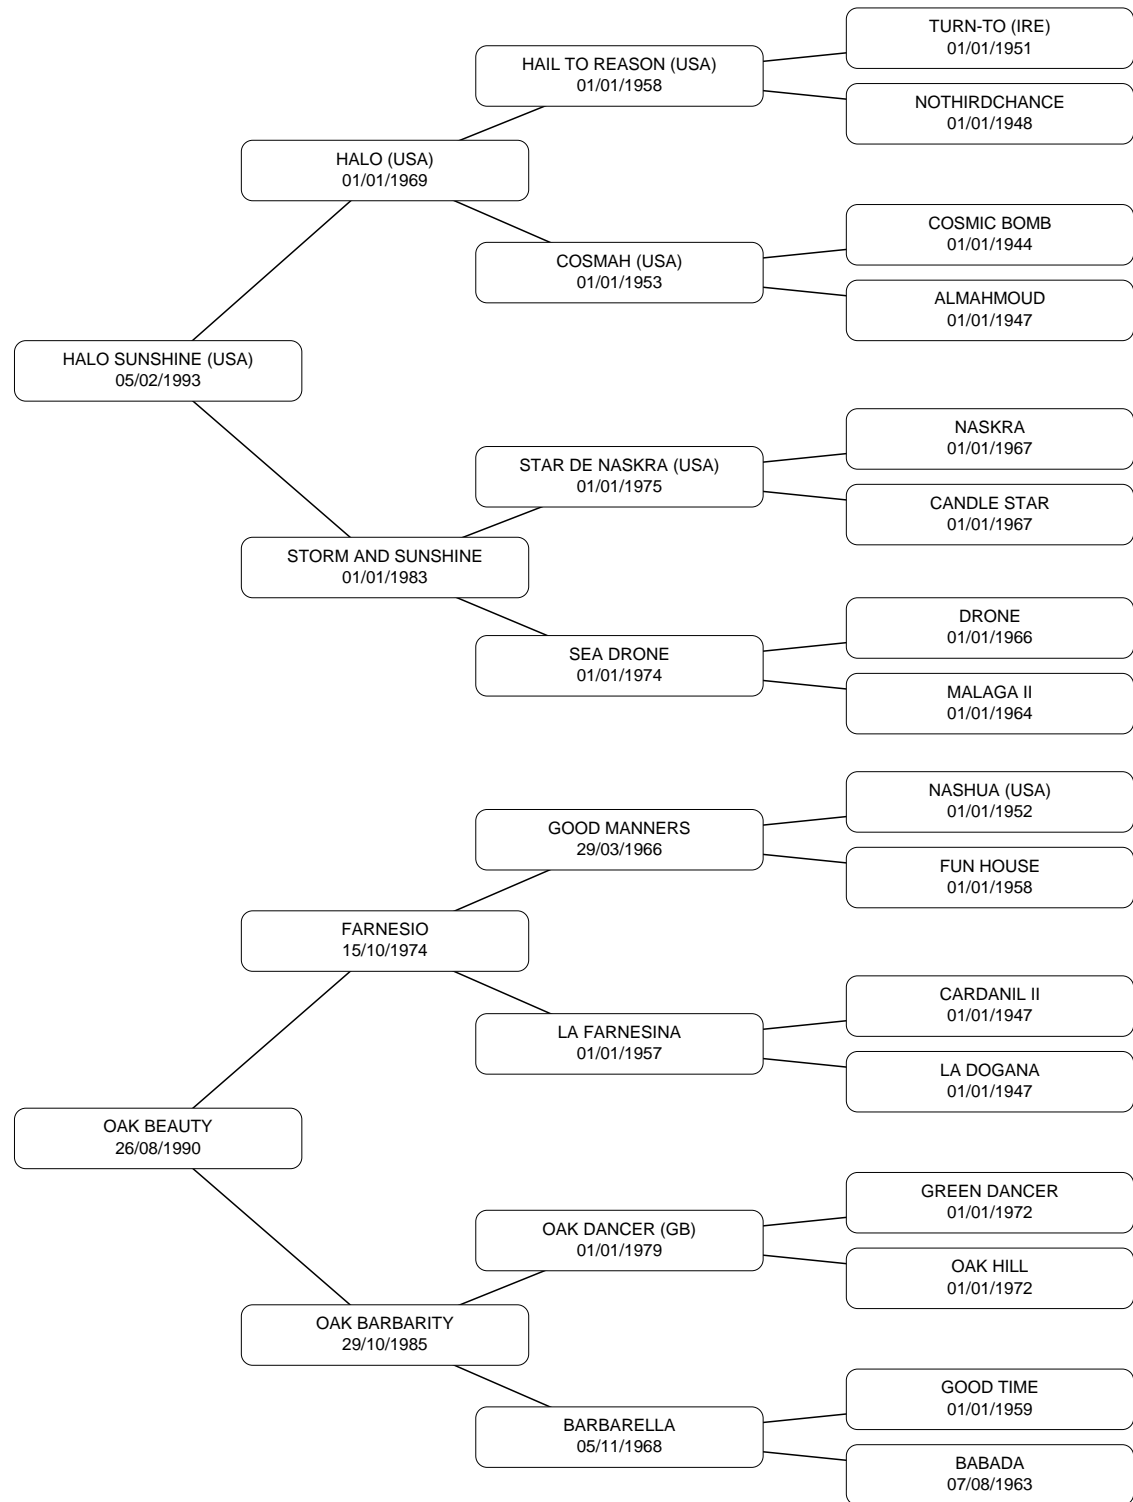 TURN-TO (IRE)
01/01/1951
HAIL TO REASON (USA)
01/01/1958
NOTHIRDCHANCE
01/01/1948
HALO (USA)
01/01/1969
COSMIC BOMB
01/01/1944
COSMAH (USA)
01/01/1953
ALMAHMOUD
01/01/1947
HALO SUNSHINE (USA)
05/02/1993
NASKRA
01/01/1967
STAR DE NASKRA (USA)
01/01/1975
CANDLE STAR
01/01/1967
STORM AND SUNSHINE
01/01/1983
DRONE
01/01/1966
SEA DRONE
01/01/1974
MALAGA II
01/01/1964
NASHUA (USA)
01/01/1952
GOOD MANNERS
29/03/1966
FUN HOUSE
01/01/1958
FARNESIO
15/10/1974
CARDANIL II
01/01/1947
LA FARNESINA
01/01/1957
LA DOGANA
01/01/1947
OAK BEAUTY
26/08/1990
GREEN DANCER
01/01/1972
OAK DANCER (GB)
01/01/1979
OAK HILL
01/01/1972
OAK BARBARITY
29/10/1985
GOOD TIME
01/01/1959
BARBARELLA
05/11/1968
BABADA
07/08/1963